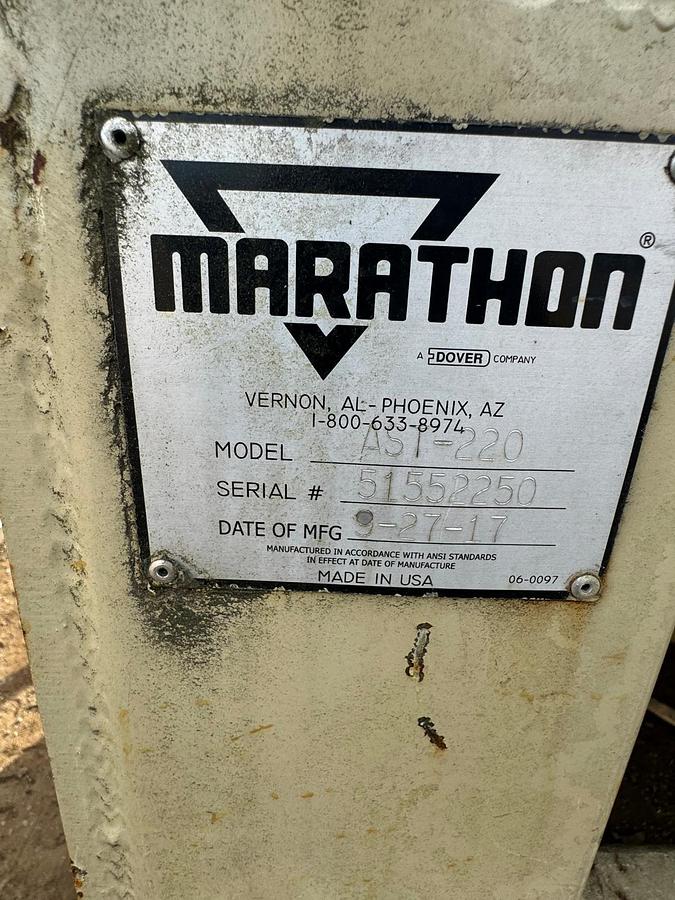 MARATHON®
A DOVER COMPANY
VERNON, AL-PHOENIX, AZ
1-800-633-8974
MODEL AST-220
SERIAL # 51552250
DATE OF MFG 9-27-17
MANUFACTURED IN ACCORDANCE WITH ANSI STANDARDS
IN EFFECT AT DATE OF MANUFACTURE
MADE IN USA 06-0097